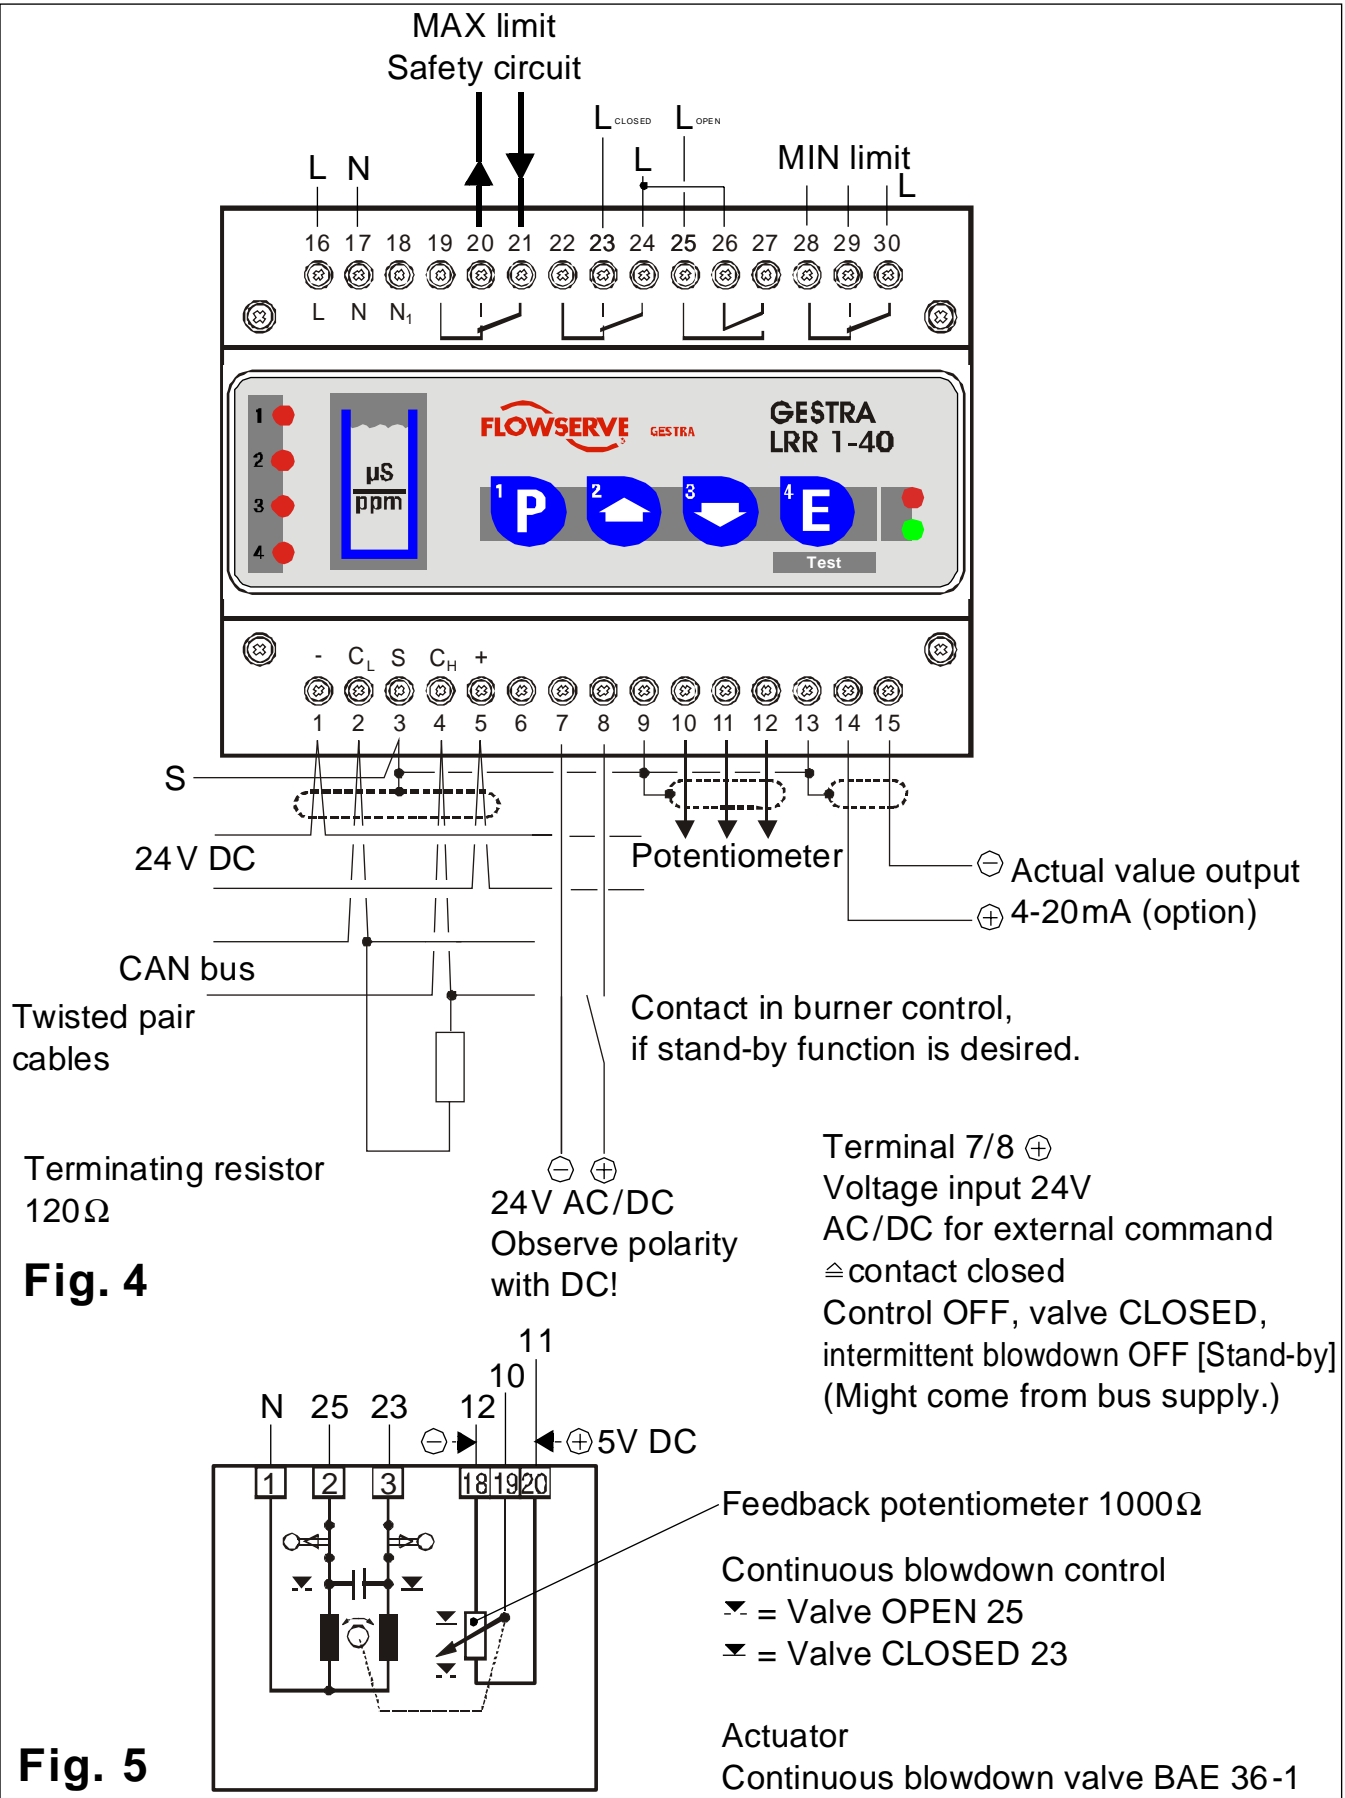 MAX limit
Safety circuit
L CLOSED L OPEN
L
MIN limit
L N
L
16 17 18 19 20 21 22 23 24 25 26 27 28 29 30
L N N1
1
2
3
4
µS
ppm
FLOWSERVE
GESTRA
GESTRA
LRR 1-40
1 P
2
3
4 E
Test
- CL S CH +
1 2 3 4 5 6 7 8 9 10 11 12 13 14 15
S
24V DC
Potentiometer
⊖ Actual value output
⊕ 4-20mA (option)
CAN bus
Twisted pair
cables
Contact in burner control,
if stand-by function is desired.
Terminating resistor
120Ω
⊖ ⊕
24V AC/DC
Observe polarity
with DC!
Terminal 7/8 ⊕
Voltage input 24V
AC/DC for external command
≙ contact closed
Control OFF, valve CLOSED,
intermittent blowdown OFF [Stand-by]
(Might come from bus supply.)
Fig. 4
11
10
N 25 23 12
⊖ ⊕ 5V DC
1 2 3 18 19 20
Feedback potentiometer 1000Ω
Continuous blowdown control
= Valve OPEN 25
= Valve CLOSED 23
Actuator
Continuous blowdown valve BAE 36-1
Fig. 5